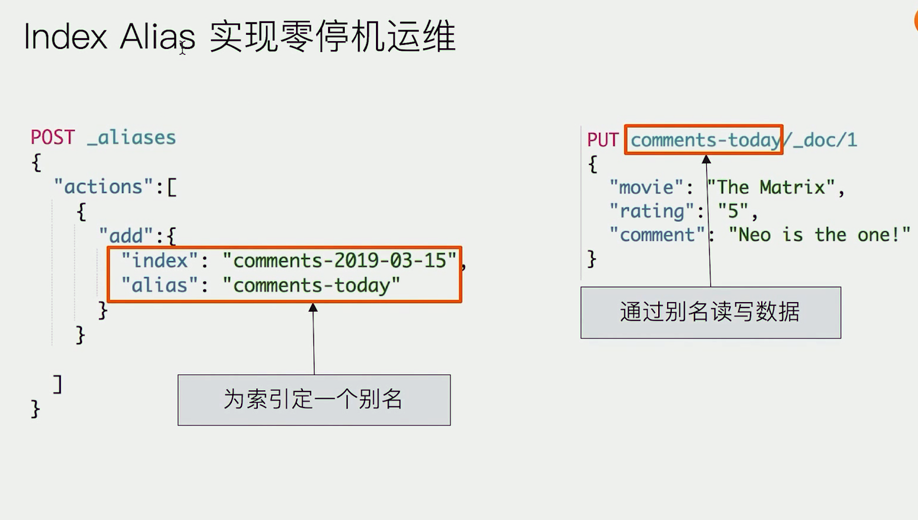 Index Alias 实现零停机运维
POST _aliases
{
"actions":[
{
"add":{
"index": "comments-2019-03-15",
"alias": "comments-today"
}
}
]
}
为索引定一个别名
PUT comments-today/_doc/1
{
"movie": "The Matrix",
"rating": "5",
"comment": "Neo is the one!"
}
通过别名读写数据